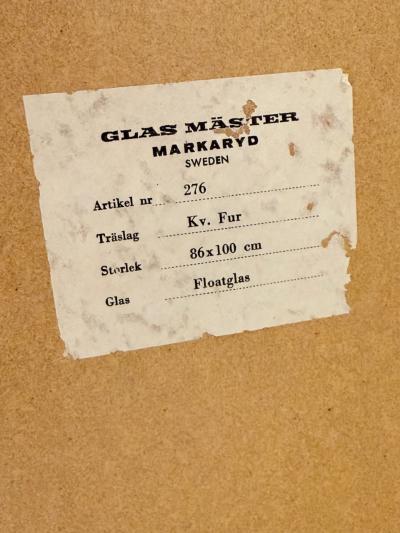 GLAS MÄSTER
MARKARYD
SWEDEN
Artikel nr 276
Träslag Kv. Fur
Storlek 86x100 cm
Glas Floatglas